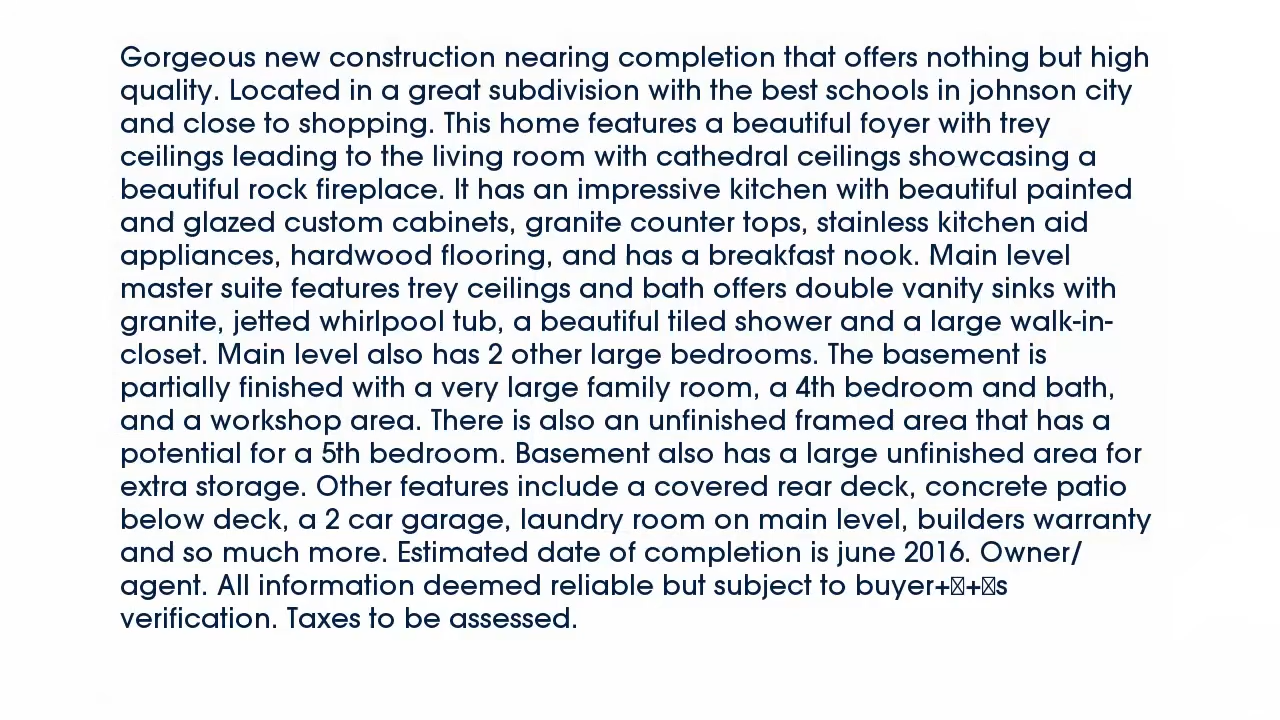 Gorgeous new construction nearing completion that offers nothing but high
quality. Located in a great subdivision with the best schools in johnson city
and close to shopping. This home features a beautiful foyer with trey
ceilings leading to the living room with cathedral ceilings showcasing a
beautiful rock fireplace. It has an impressive kitchen with beautiful painted
and glazed custom cabinets, granite counter tops, stainless kitchen aid
appliances, hardwood flooring, and has a breakfast nook. Main level
master suite features trey ceilings and bath offers double vanity sinks with
granite, jetted whirlpool tub, a beautiful tiled shower and a large walk-in-
closet. Main level also has 2 other large bedrooms. The basement is
partially finished with a very large family room, a 4th bedroom and bath,
and a workshop area. There is also an unfinished framed area that has a
potential for a 5th bedroom. Basement also has a large unfinished area for
extra storage. Other features include a covered rear deck, concrete patio
below deck, a 2 car garage, laundry room on main level, builders warranty
and so much more. Estimated date of completion is june 2016. Owner/
agent. All information deemed reliable but subject to buyer+□+□s
verification. Taxes to be assessed.